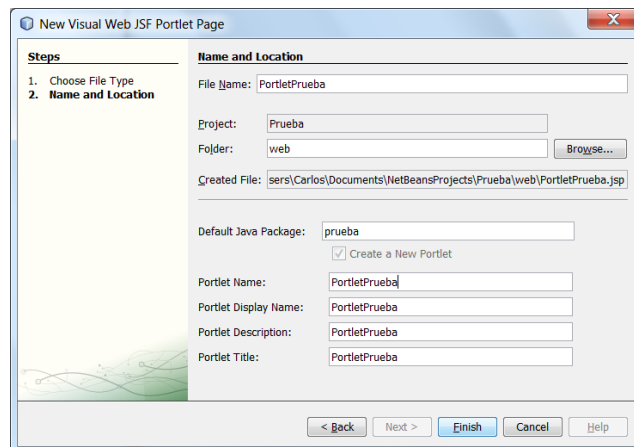 New Visual Web JSF Portlet Page
Steps
1. Choose File Type
2. Name and Location
Name and Location
File Name: PortletPrueba
Project: Prueba
Folder: web Browse...
Created File: sers\Carlos\Documents\NetBeansProjects\Prueba\web\PortletPrueba.jsp
Default Java Package: prueba
Create a New Portlet
Portlet Name: PortletPrueba
Portlet Display Name: PortletPrueba
Portlet Description: PortletPrueba
Portlet Title: PortletPrueba
< Back Next > Finish Cancel Help